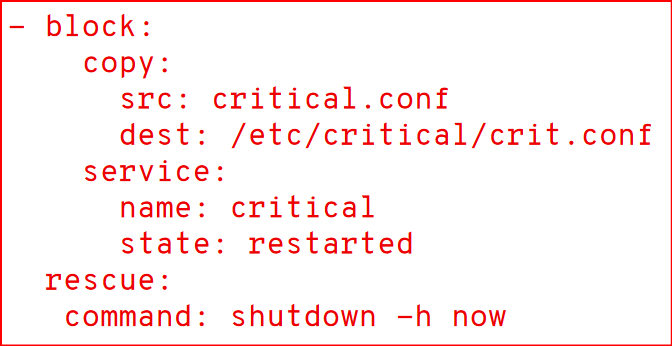 - block:
    copy:
      src: critical.conf
      dest: /etc/critical/crit.conf
    service:
      name: critical
      state: restarted
  rescue:
   command: shutdown -h now